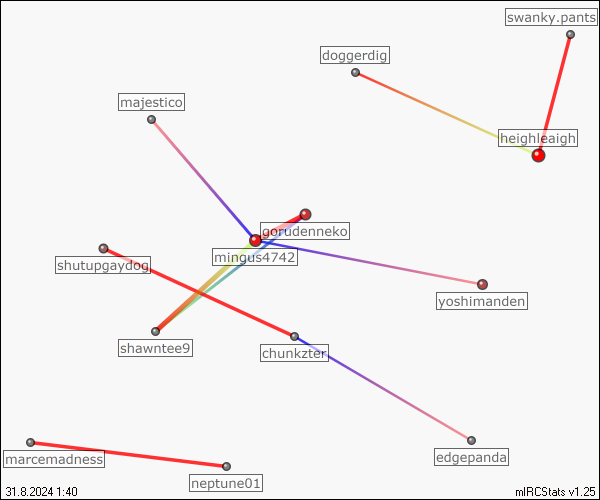 swanky.pants
doggerdig
majestico
heighleaigh
gorudenneko
mingus4742
shutupgaydog
yoshimanden
shawntee9
chunkzter
marcemadness
edgepanda
neptune01
31.8.2024 1:40
mIRCStats v1.25